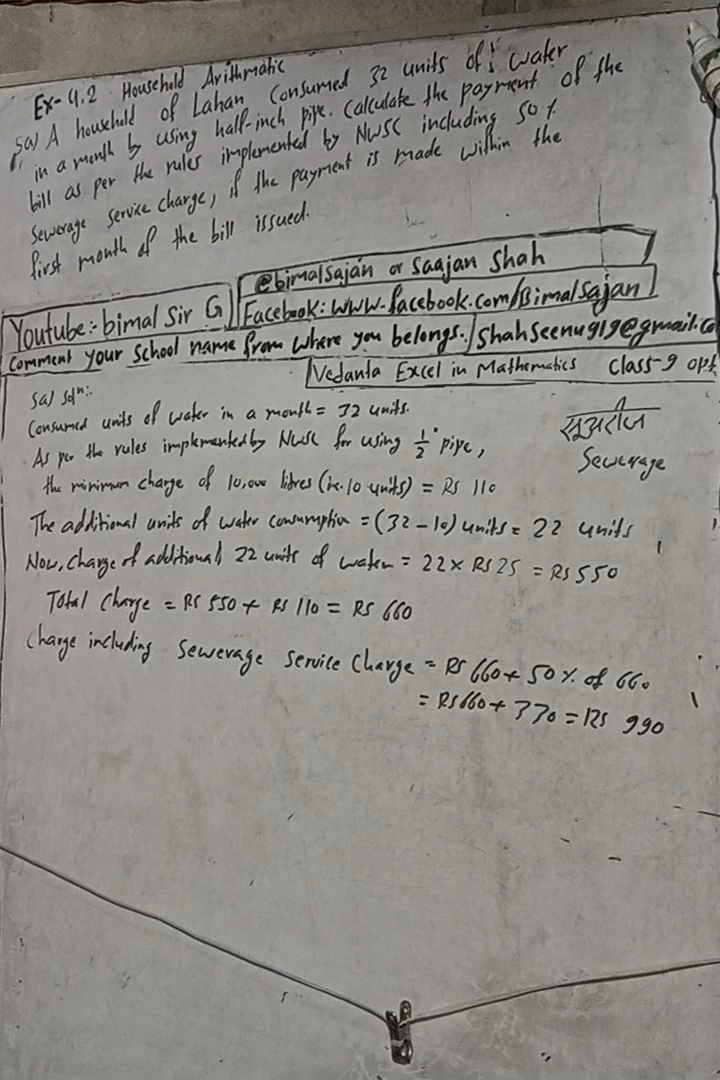 Ex-4.2 Household Arithmatic
5a) A household of Lahan Consumed 32 units of water
in a month by using half-inch pipe. Calculate the payment of the
bill as per the rules implemented by NWSC including 50%
Sewerage service charge, if the payment is made within the
first month of the bill issued.
@bimalsajan or Saajan Shah
Youtube:- bimal Sir G
Facebook: www.facebook.com/Bimalsajan
Comment your School name from where you belongs. shahseenu919@gmail.co
Vedanta Excel in Mathematics Class-9 opt
5a) solⁿ:
Consumed units of water in a month = 32 units.
सूअरेज
As per the rules implemented by NWSC for using 1/2" pipe,
Sewerage
the minimum charge of 10,000 litres (i.e. 10 units) = RS 110
The additional units of water consumption = (32-10) units = 22 units
Now, charge of additional 22 units of water = 22 x RS 25 = RS 550
Total Charge = RS 550 + RS 110 = RS 660
Charge including Sewerage Service Charge = RS 660 + 50% of 660
= RS 660 + 330 = RS 990